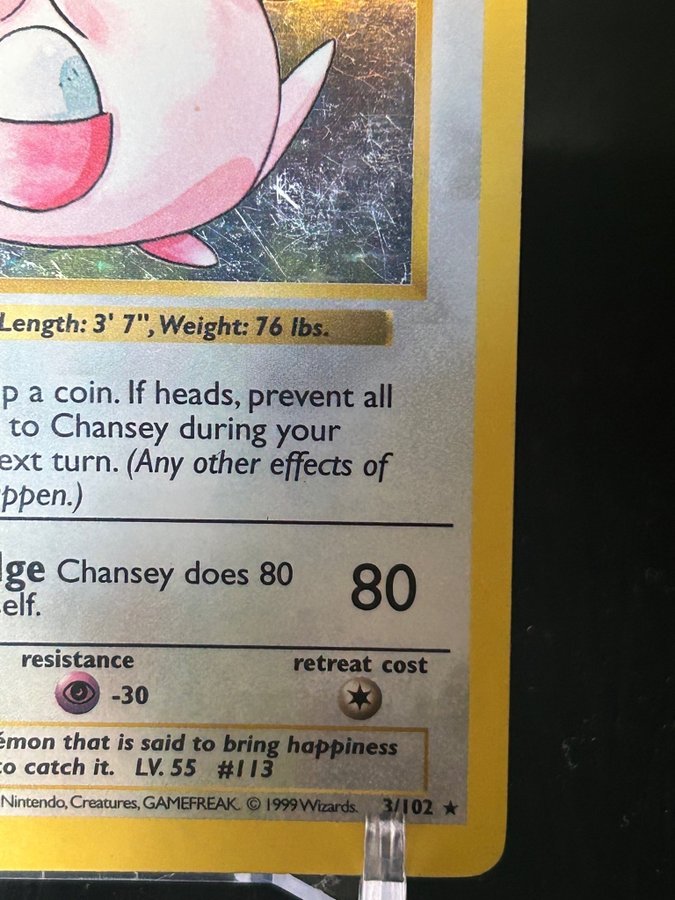 Length: 3' 7", Weight: 76 lbs.
p a coin. If heads, prevent all
to Chansey during your
ext turn. (Any other effects of
ppen.)
ge Chansey does 80
80
elf.
resistance
retreat cost
-30
émon that is said to bring happiness
to catch it. LV. 55 #113
Nintendo, Creatures, GAMEFREAK. © 1999 Wizards. 3/102 ★